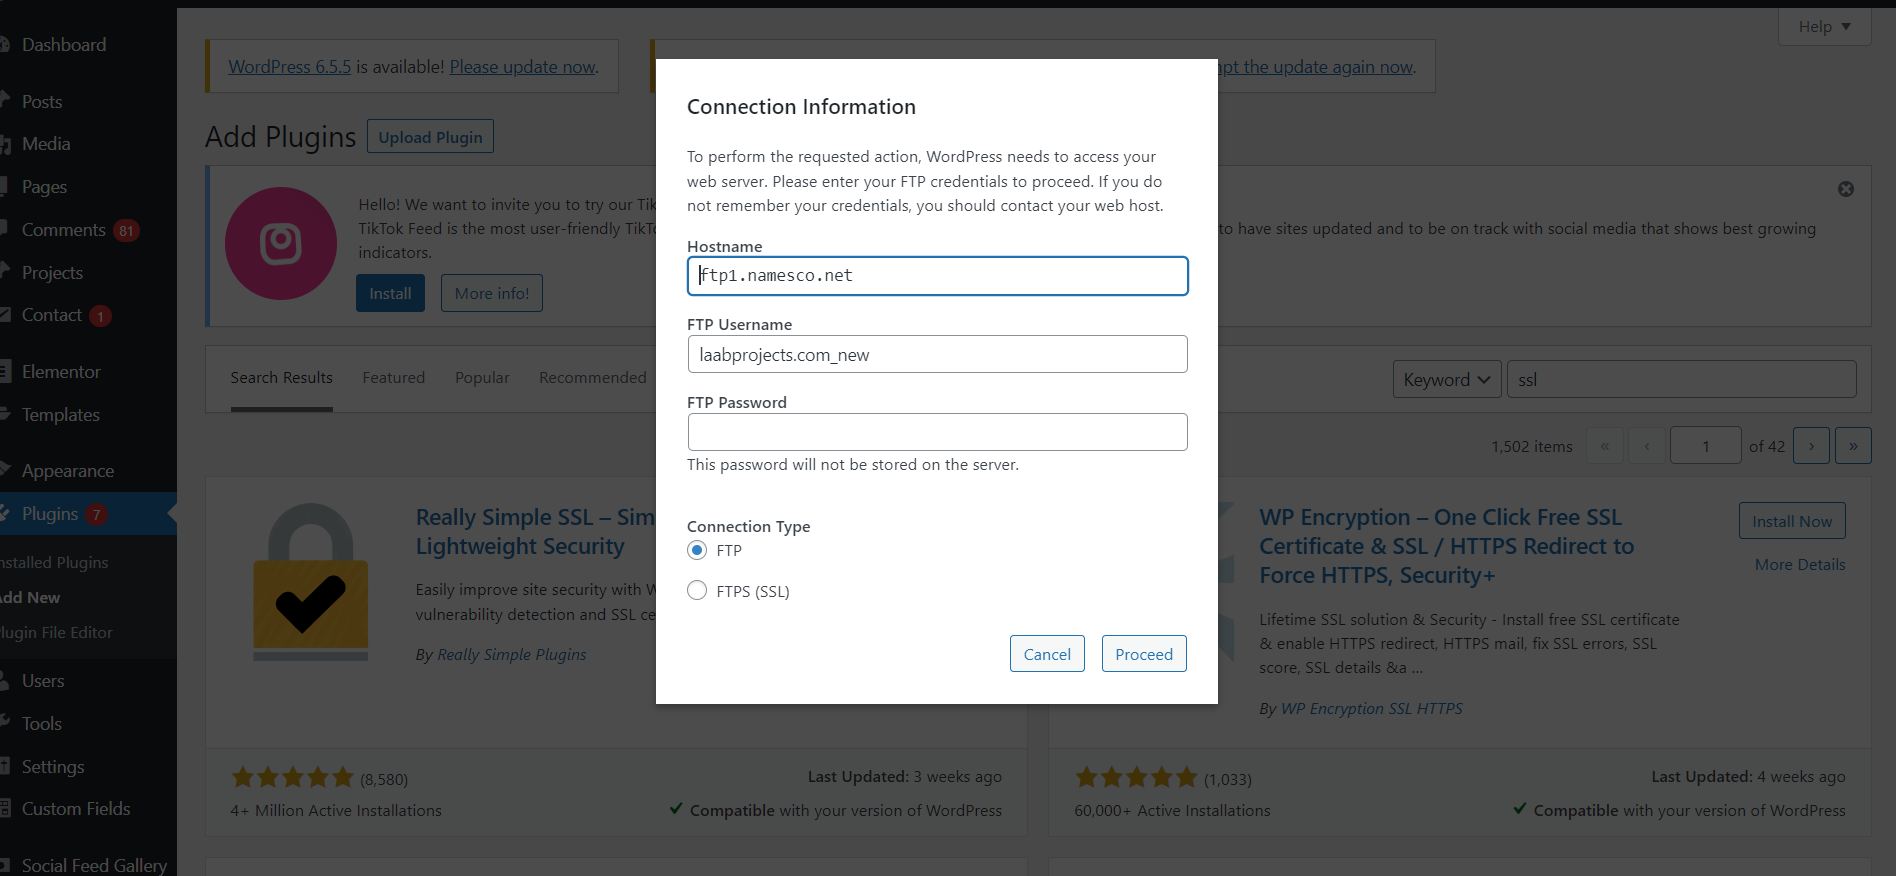 Dashboard
Posts
Media
Pages
Comments 81
Projects
Contact 1
Elementor
Templates
Appearance
Plugins 7
nstalled Plugins
dd New
lugin File Editor
Users
Tools
Settings
Custom Fields
Social Feed Gallery
Help
WordPress 6.5.5 is available! Please update now.
pt the update again now.
Add Plugins Upload Plugin
Hello! We want to invite you to try our Tik
TikTok Feed is the most user-friendly TikT
to have sites updated and to be on track with social media that shows best growing
indicators.
Install More info!
Search Results Featured Popular Recommended
Keyword ssl
1,502 items « ‹ 1 of 42 › »
Connection Information
To perform the requested action, WordPress needs to access your
web server. Please enter your FTP credentials to proceed. If you do
not remember your credentials, you should contact your web host.
Hostname
ftp1.namesco.net
FTP Username
laabprojects.com_new
FTP Password
This password will not be stored on the server.
Connection Type
FTP
FTPS (SSL)
Cancel Proceed
Really Simple SSL – Sim
Lightweight Security
Easily improve site security with W
vulnerability detection and SSL ce
By Really Simple Plugins
(8,580)
4+ Million Active Installations
Last Updated: 3 weeks ago
Compatible with your version of WordPress
WP Encryption – One Click Free SSL
Certificate & SSL / HTTPS Redirect to
Force HTTPS, Security+
Install Now
More Details
Lifetime SSL solution & Security - Install free SSL certificate
& enable HTTPS redirect, HTTPS mail, fix SSL errors, SSL
score, SSL details &a ...
By WP Encryption SSL HTTPS
(1,033)
60,000+ Active Installations
Last Updated: 4 weeks ago
Compatible with your version of WordPress